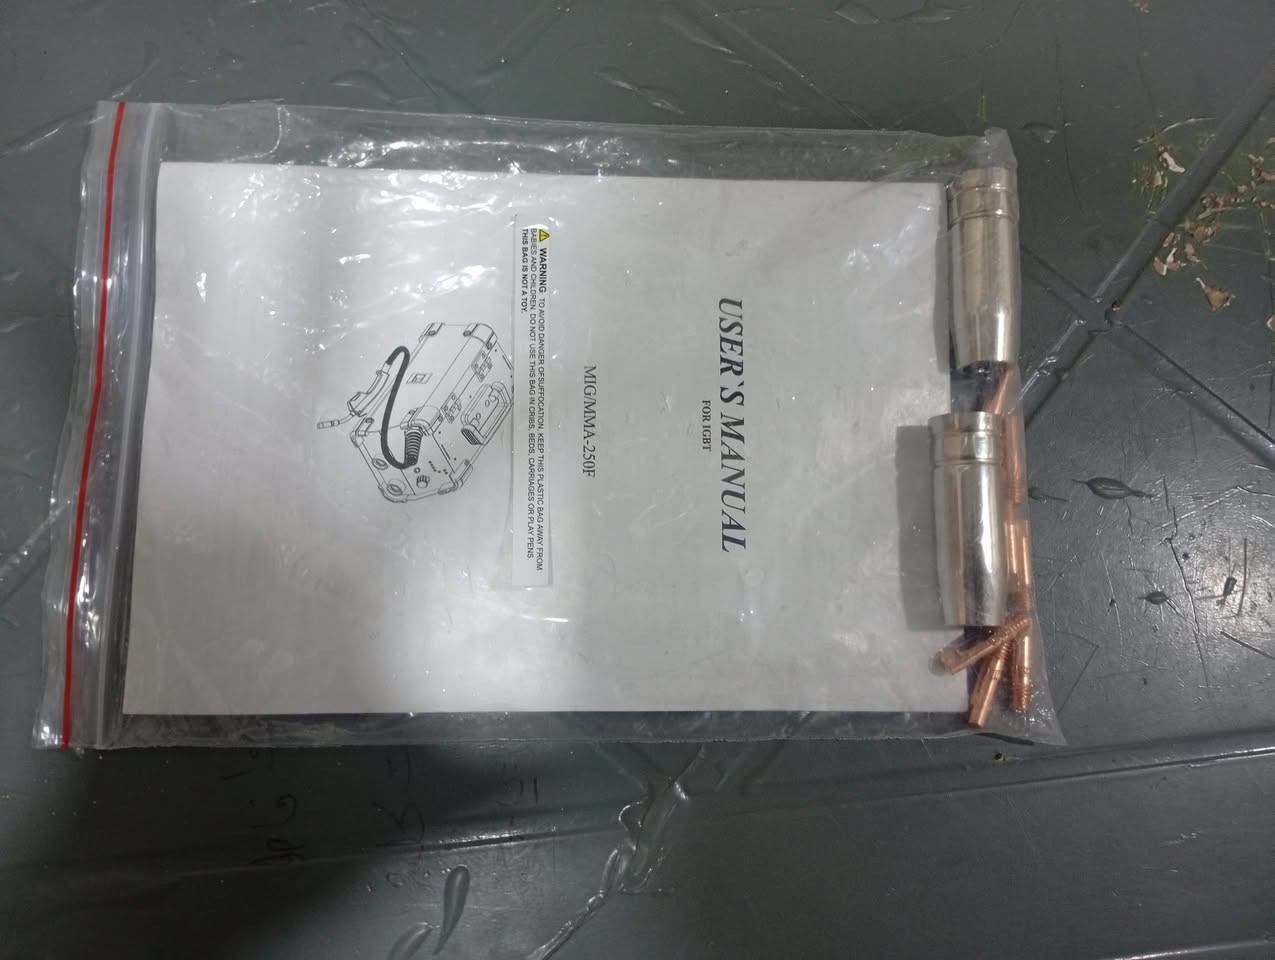 USER`S MANUAL
FOR IGBT
MIG/MMA-250F
WARNING TO AVOID DANGER OF SUFFOCATION, KEEP THIS PLASTIC BAG AWAY FROM
BABIES AND CHILDREN. DO NOT USE THIS BAG IN CRIBS, BEDS, CARRIAGES OR PLAY PENS.
THIS BAG IS NOT A TOY.